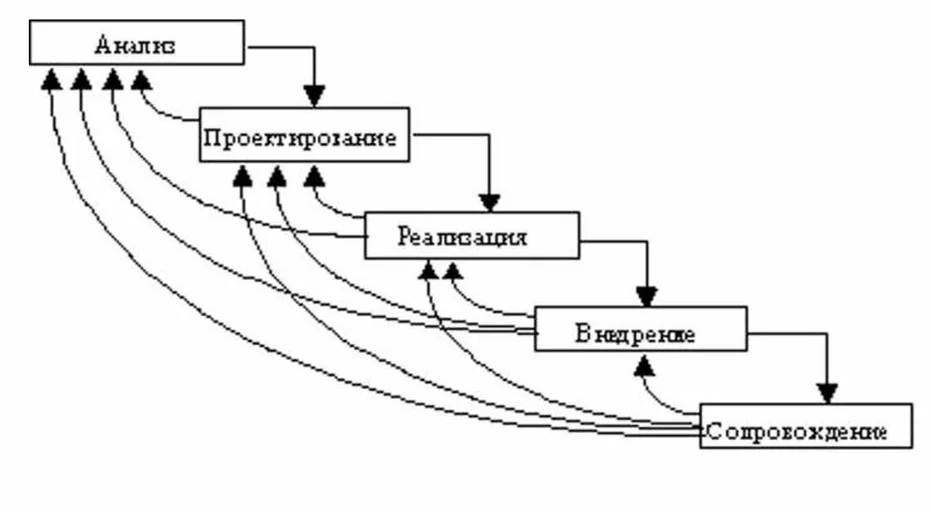 Анализ
Проектирование
Реализация
Внедрение
Сопровождение